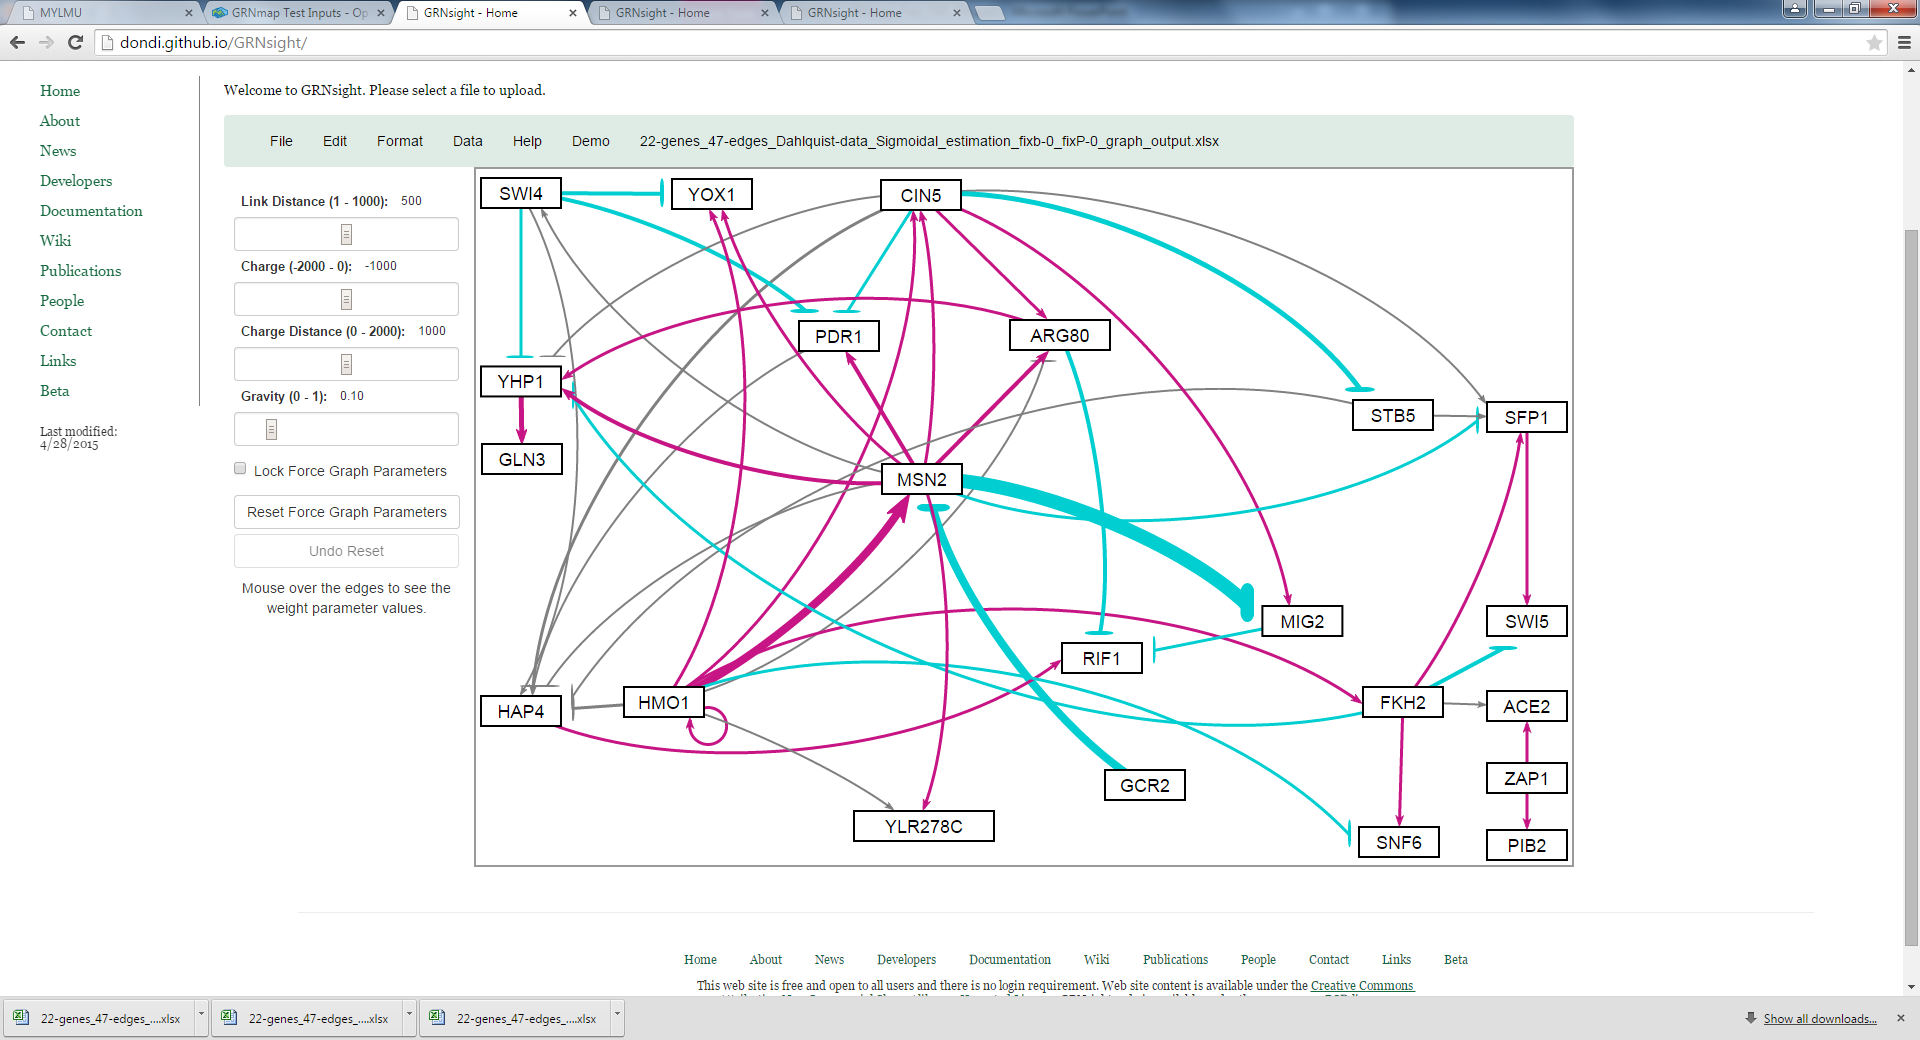 MYLMU
GRNmap Test Inputs - Op
GRNsight - Home
GRNsight - Home
GRNsight - Home
dondi.github.io/GRNsight/
Home
About
News
Developers
Documentation
Wiki
Publications
People
Contact
Links
Beta
Last modified:
4/28/2015
Welcome to GRNsight. Please select a file to upload.
File Edit Format Data Help Demo 22-genes_47-edges_Dahlquist-data_Sigmoidal_estimation_fixb-0_fixP-0_graph_output.xlsx
Link Distance (1 - 1000): 500
Charge (-2000 - 0): -1000
Charge Distance (0 - 2000): 1000
Gravity (0 - 1): 0.10
Lock Force Graph Parameters
Reset Force Graph Parameters
Undo Reset
Mouse over the edges to see the
weight parameter values.
SWI4
YOX1
CIN5
PDR1
ARG80
YHP1
STB5
SFP1
GLN3
MSN2
MIG2
SWI5
RIF1
HAP4
HMO1
FKH2
ACE2
GCR2
ZAP1
YLR278C
SNF6
PIB2
Home About News Developers Documentation Wiki Publications People Contact Links Beta
This web site is free and open to all users and there is no login requirement. Web site content is available under the Creative Commons
22-genes_47-edges_....xlsx
22-genes_47-edges_....xlsx
22-genes_47-edges_....xlsx
Show all downloads...